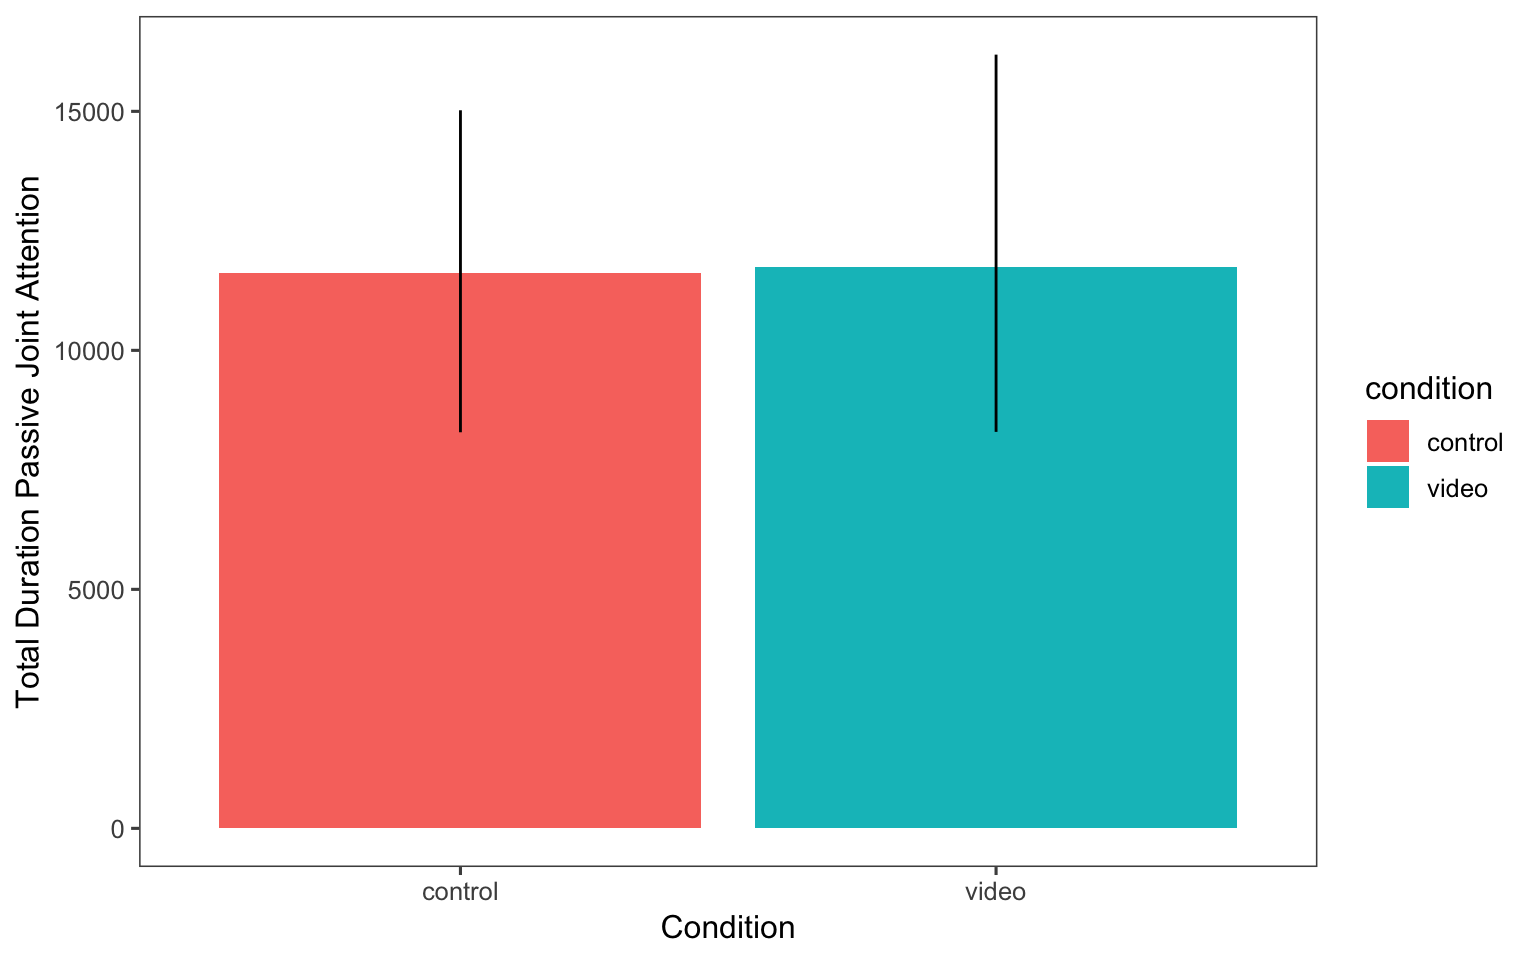 Total Duration Passive Joint Attention
15000
10000
5000
0
control
video
Condition
condition
control
video